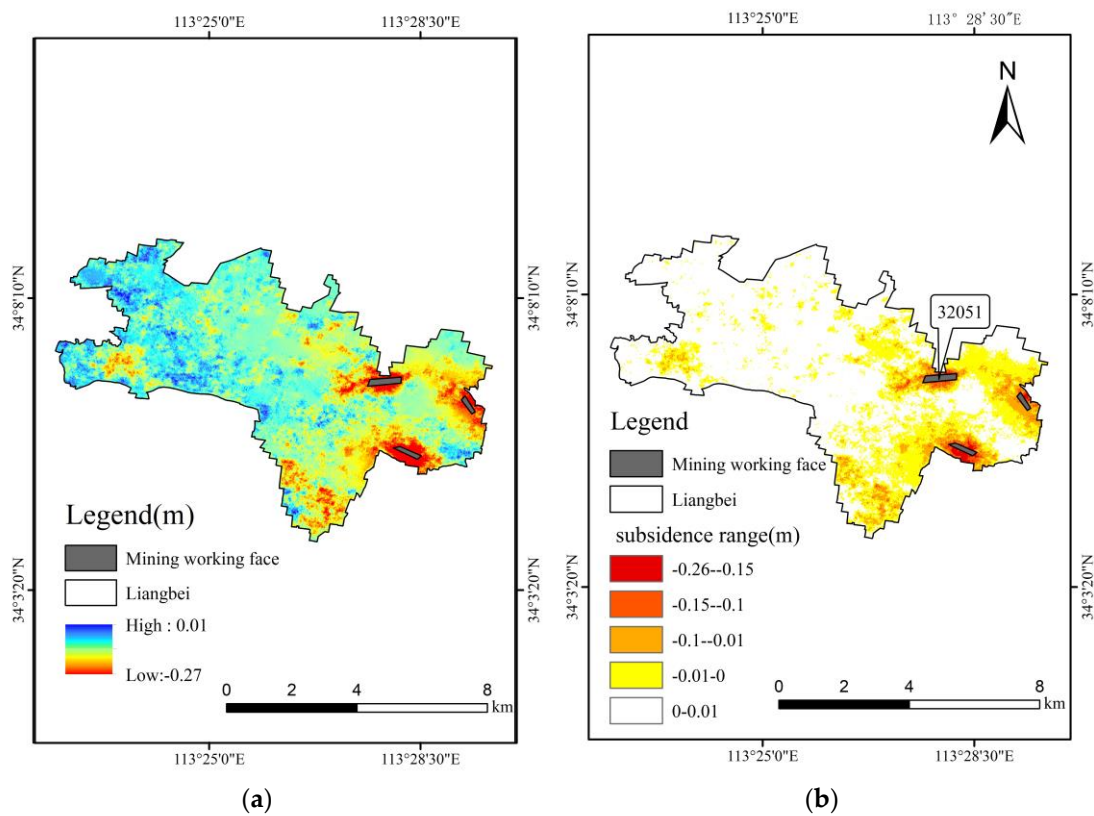 113°25'0"E
113°28'30"E
34°8'10"N
34°8'10"N
34°3'20"N
34°3'20"N
Legend(m)
Mining working face
Liangbei
High : 0.01
Low:-0.27
0
4
8
km
113°25'0"E
113°28'30"E
(a)
113°25'0"E
113° 28'30"E
N
34°8'10"N
34°8'10"N
32051
Legend
Mining working face
Liangbei
subsidence range(m)
-0.26--0.15
-0.15--0.1
-0.1--0.01
-0.01-0
0-0.01
34°3'20"N
34°3'20"N
0
4
8
km
113°25'0"E
113°28'30"E
(b)